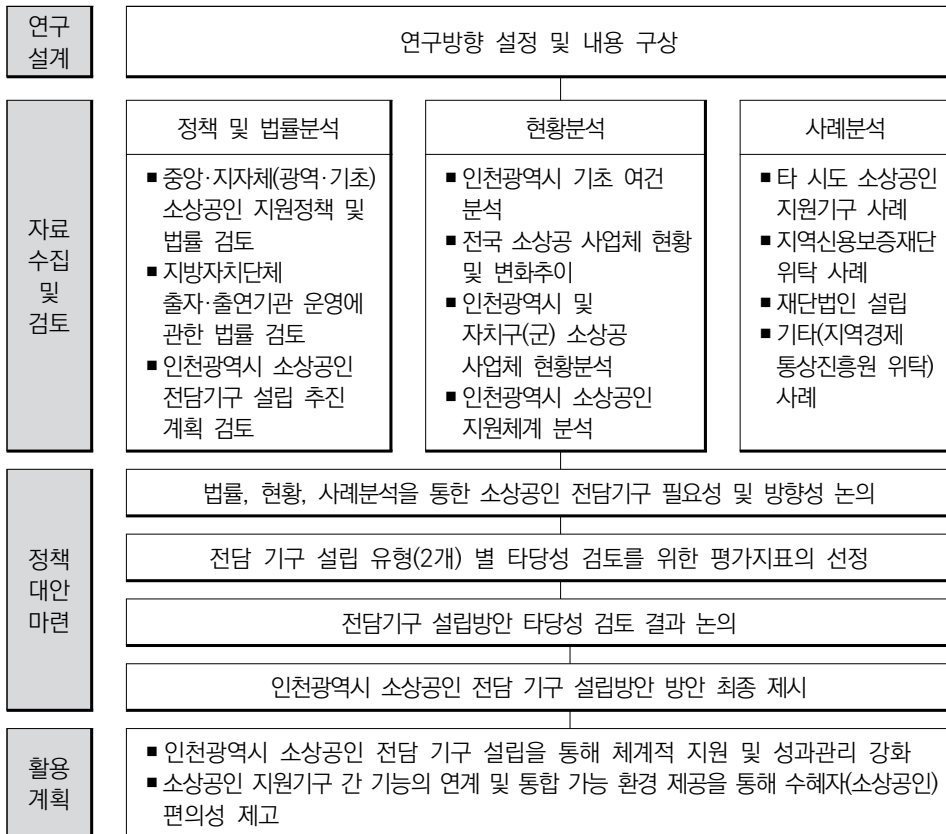 연구
설계
연구방향 설정 및 내용 구상
자료
수집
및
검토
정책 및 법률분석
■ 중앙·지자체(광역·기초)
소상공인 지원정책 및
법률 검토
■ 지방자치단체
출자·출연기관 운영에
관한 법률 검토
■ 인천광역시 소상공인
전담기구 설립 추진
계획 검토
현황분석
■ 인천광역시 기초 여건
분석
■ 전국 소상공 사업체 현황
및 변화추이
■ 인천광역시 및
자치구(군) 소상공
사업체 현황분석
■ 인천광역시 소상공인
지원체계 분석
사례분석
■ 타 시도 소상공인
지원기구 사례
■ 지역신용보증재단
위탁 사례
■ 재단법인 설립
■ 기타(지역경제
통상진흥원 위탁)
사례
정책
대안
마련
법률, 현황, 사례분석을 통한 소상공인 전담기구 필요성 및 방향성 논의
전담 기구 설립 유형(2개) 별 타당성 검토를 위한 평가지표의 선정
전담기구 설립방안 타당성 검토 결과 논의
인천광역시 소상공인 전담 기구 설립방안 방안 최종 제시
활용
계획
■ 인천광역시 소상공인 전담 기구 설립을 통해 체계적 지원 및 성과관리 강화
■ 소상공인 지원기구 간 기능의 연계 및 통합 가능 환경 제공을 통해 수혜자(소상공인)
편의성 제고